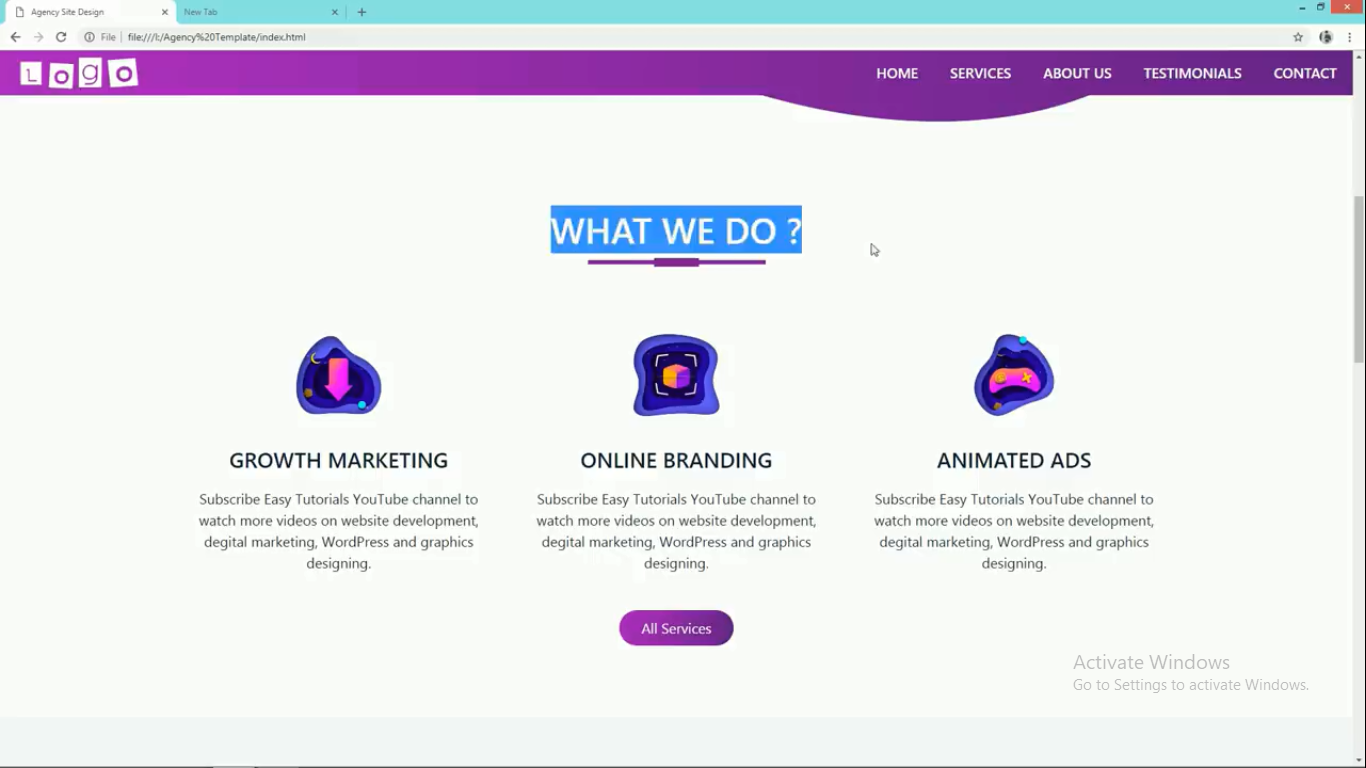 Agency Site Design
New Tab
File
file:///I:/Agency%20Template/index.html
Logo
HOME
SERVICES
ABOUT US
TESTIMONIALS
CONTACT
WHAT WE DO ?
GROWTH MARKETING
Subscribe Easy Tutorials YouTube channel to
watch more videos on website development,
degital marketing, WordPress and graphics
designing.
ONLINE BRANDING
Subscribe Easy Tutorials YouTube channel to
watch more videos on website development,
degital marketing, WordPress and graphics
designing.
ANIMATED ADS
Subscribe Easy Tutorials YouTube channel to
watch more videos on website development,
degital marketing, WordPress and graphics
designing.
All Services
Activate Windows
Go to Settings to activate Windows.